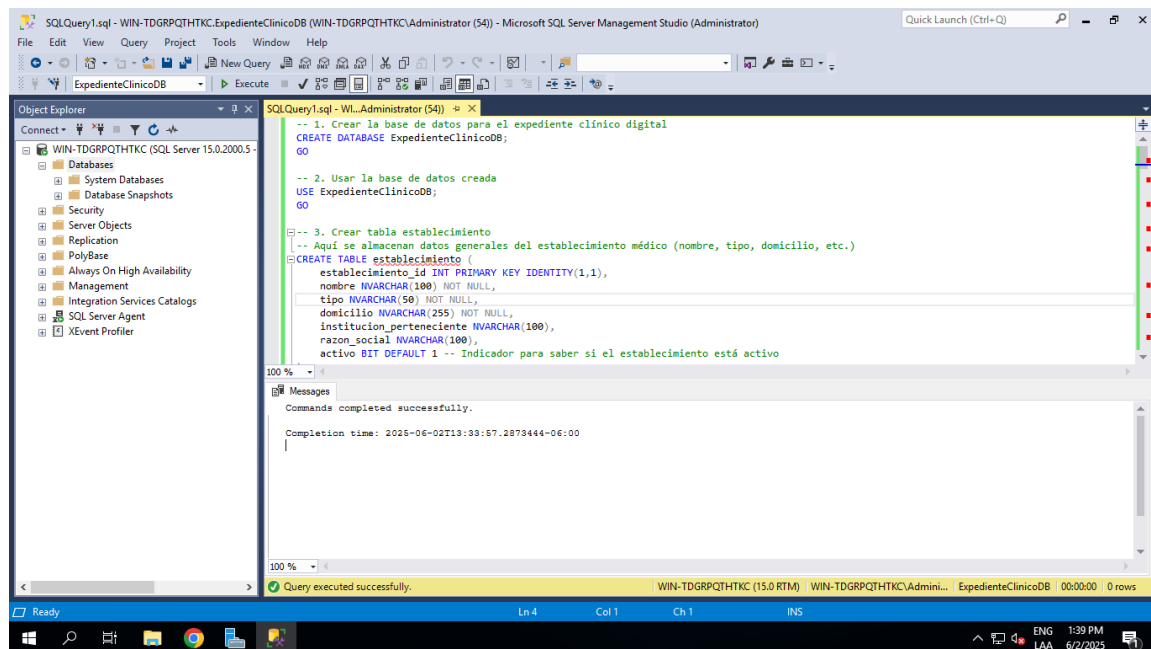 SQLQuery1.sql - WIN-TDGRPQTHTKC.ExpedienteClinicoDB (WIN-TDGRPQTHTKC\Administrator (54)) - Microsoft SQL Server Management Studio (Administrator)
Quick Launch (Ctrl+Q)
File Edit View Query Project Tools Window Help
New Query
ExpedienteClinicoDB
Execute
Object Explorer
SQLQuery1.sql - WI...Administrator (54))
Connect
WIN-TDGRPQTHTKC (SQL Server 15.0.2000.5 -
Databases
System Databases
Database Snapshots
Security
Server Objects
Replication
PolyBase
Always On High Availability
Management
Integration Services Catalogs
SQL Server Agent
XEvent Profiler
-- 1. Crear la base de datos para el expediente clínico digital
CREATE DATABASE ExpedienteClinicoDB;
GO
-- 2. Usar la base de datos creada
USE ExpedienteClinicoDB;
GO
-- 3. Crear tabla establecimiento
-- Aquí se almacenan datos generales del establecimiento médico (nombre, tipo, domicilio, etc.)
CREATE TABLE establecimiento (
establecimiento_id INT PRIMARY KEY IDENTITY(1,1),
nombre NVARCHAR(100) NOT NULL,
tipo NVARCHAR(50) NOT NULL,
domicilio NVARCHAR(255) NOT NULL,
institucion_perteneciente NVARCHAR(100),
razon_social NVARCHAR(100),
activo BIT DEFAULT 1 -- Indicador para saber si el establecimiento está activo
100 %
Messages
Commands completed successfully.
Completion time: 2025-06-02T13:33:57.2873444-06:00
100 %
Query executed successfully.
WIN-TDGRPQTHTKC (15.0 RTM)
WIN-TDGRPQTHTKC\Admini...
ExpedienteClinicoDB
00:00:00
0 rows
Ready
Ln 4
Col 1
Ch 1
INS
ENG
LAA
1:39 PM
6/2/2025